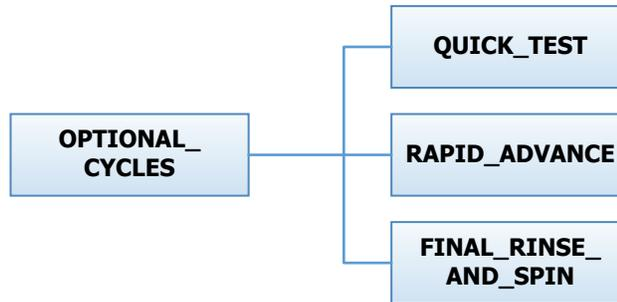 QUICK_TEST
OPTIONAL_
CYCLES
RAPID_ADVANCE
FINAL_RINSE_
AND_SPIN